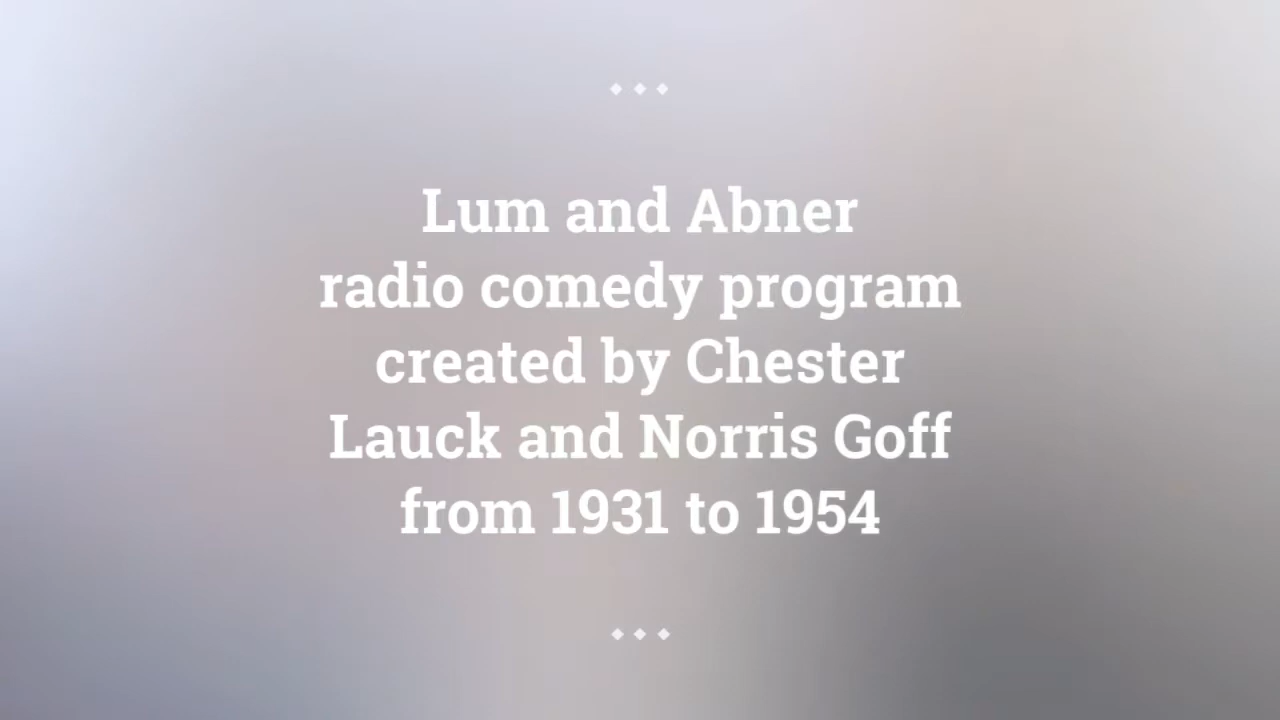 Lum and Abner
radio comedy program
created by Chester
Lauck and Norris Goff
from 1931 to 1954